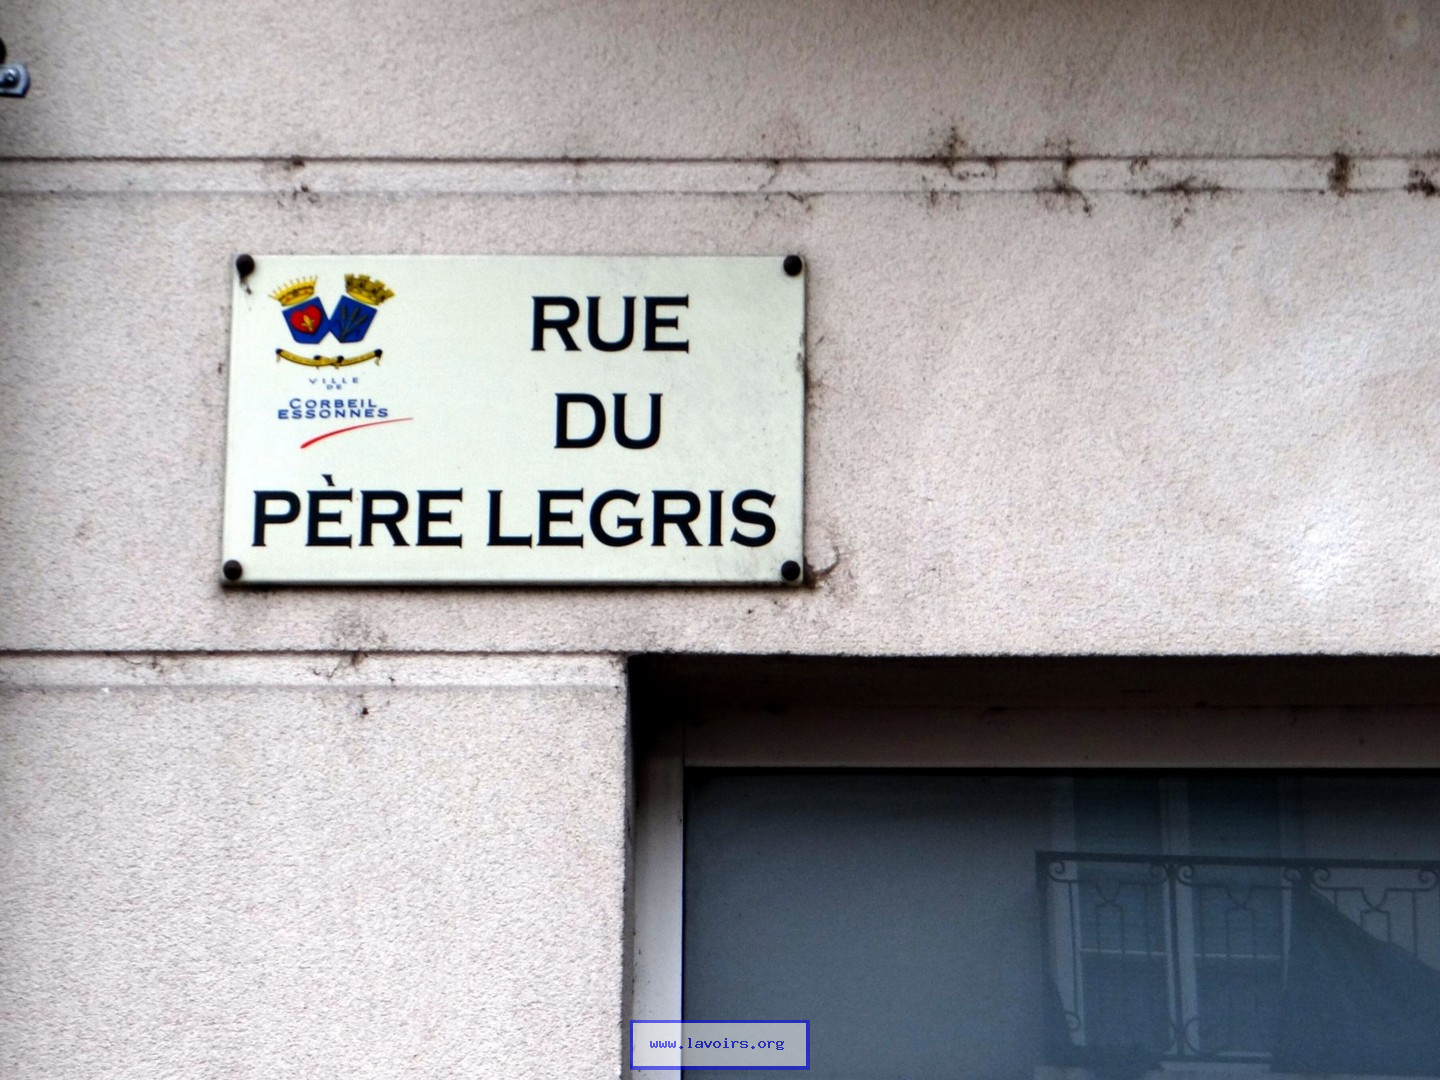 VILLE
DE
CORBEIL
ESSONNES
RUE
DU
PÈRE LEGRIS
www.lavoirs.org